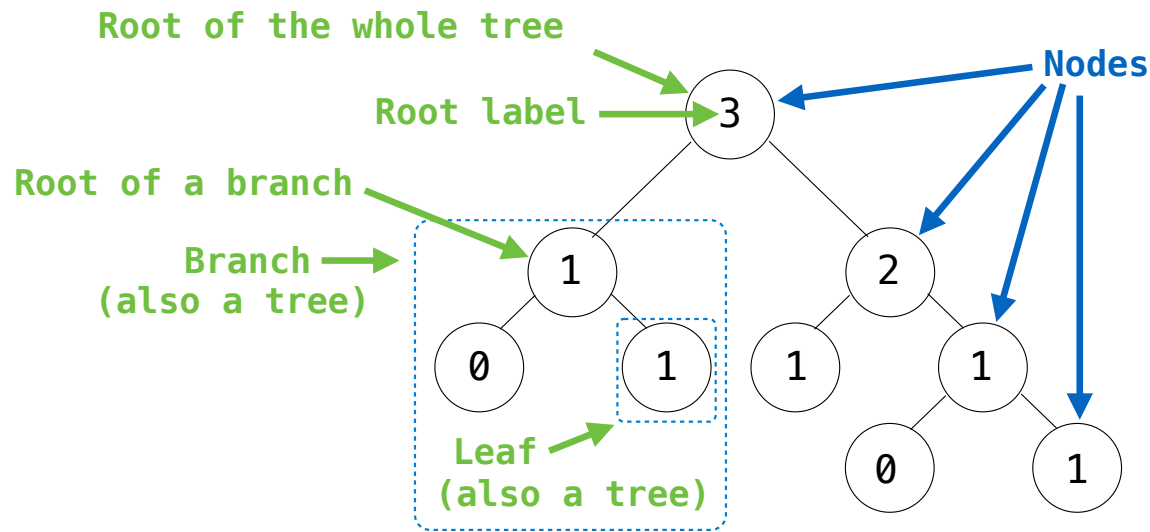 Root of the whole tree
Nodes
Root label
3
Root of a branch
Branch
(also a tree)
1
2
0
1
1
1
Leaf
(also a tree)
0
1